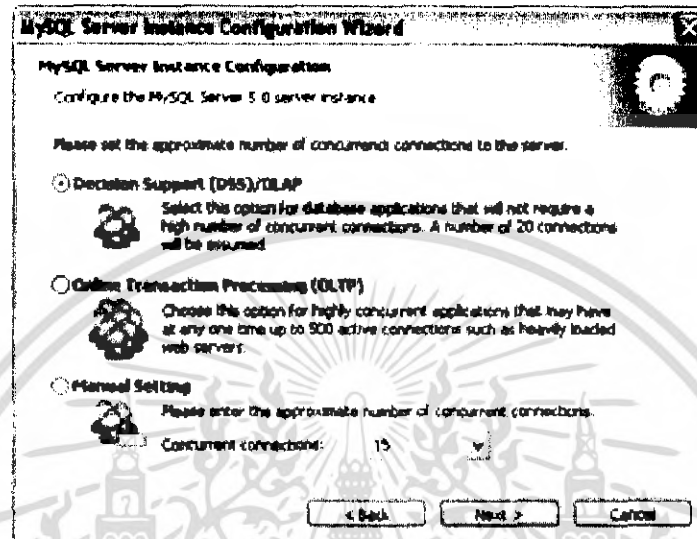 MySQL Server Instance Configuration Wizard
MySQL Server Instance Configuration
Configure the MySQL Server 5.0 server instance
Please set the approximate number of concurrent connections to the server.
Decision Support (DSS)/OLAP
Select this option for database applications that will not require a
high number of concurrent connections. A number of 20 connections
will be assumed.
Online Transaction Processing (OLTP)
Choose this option for highly concurrent applications that may have
at any one time up to 500 active connections such as heavily loaded
web servers.
Manual Setting
Please enter the approximate number of concurrent connections.
Concurrent connections: 15
< Back Next > Cancel